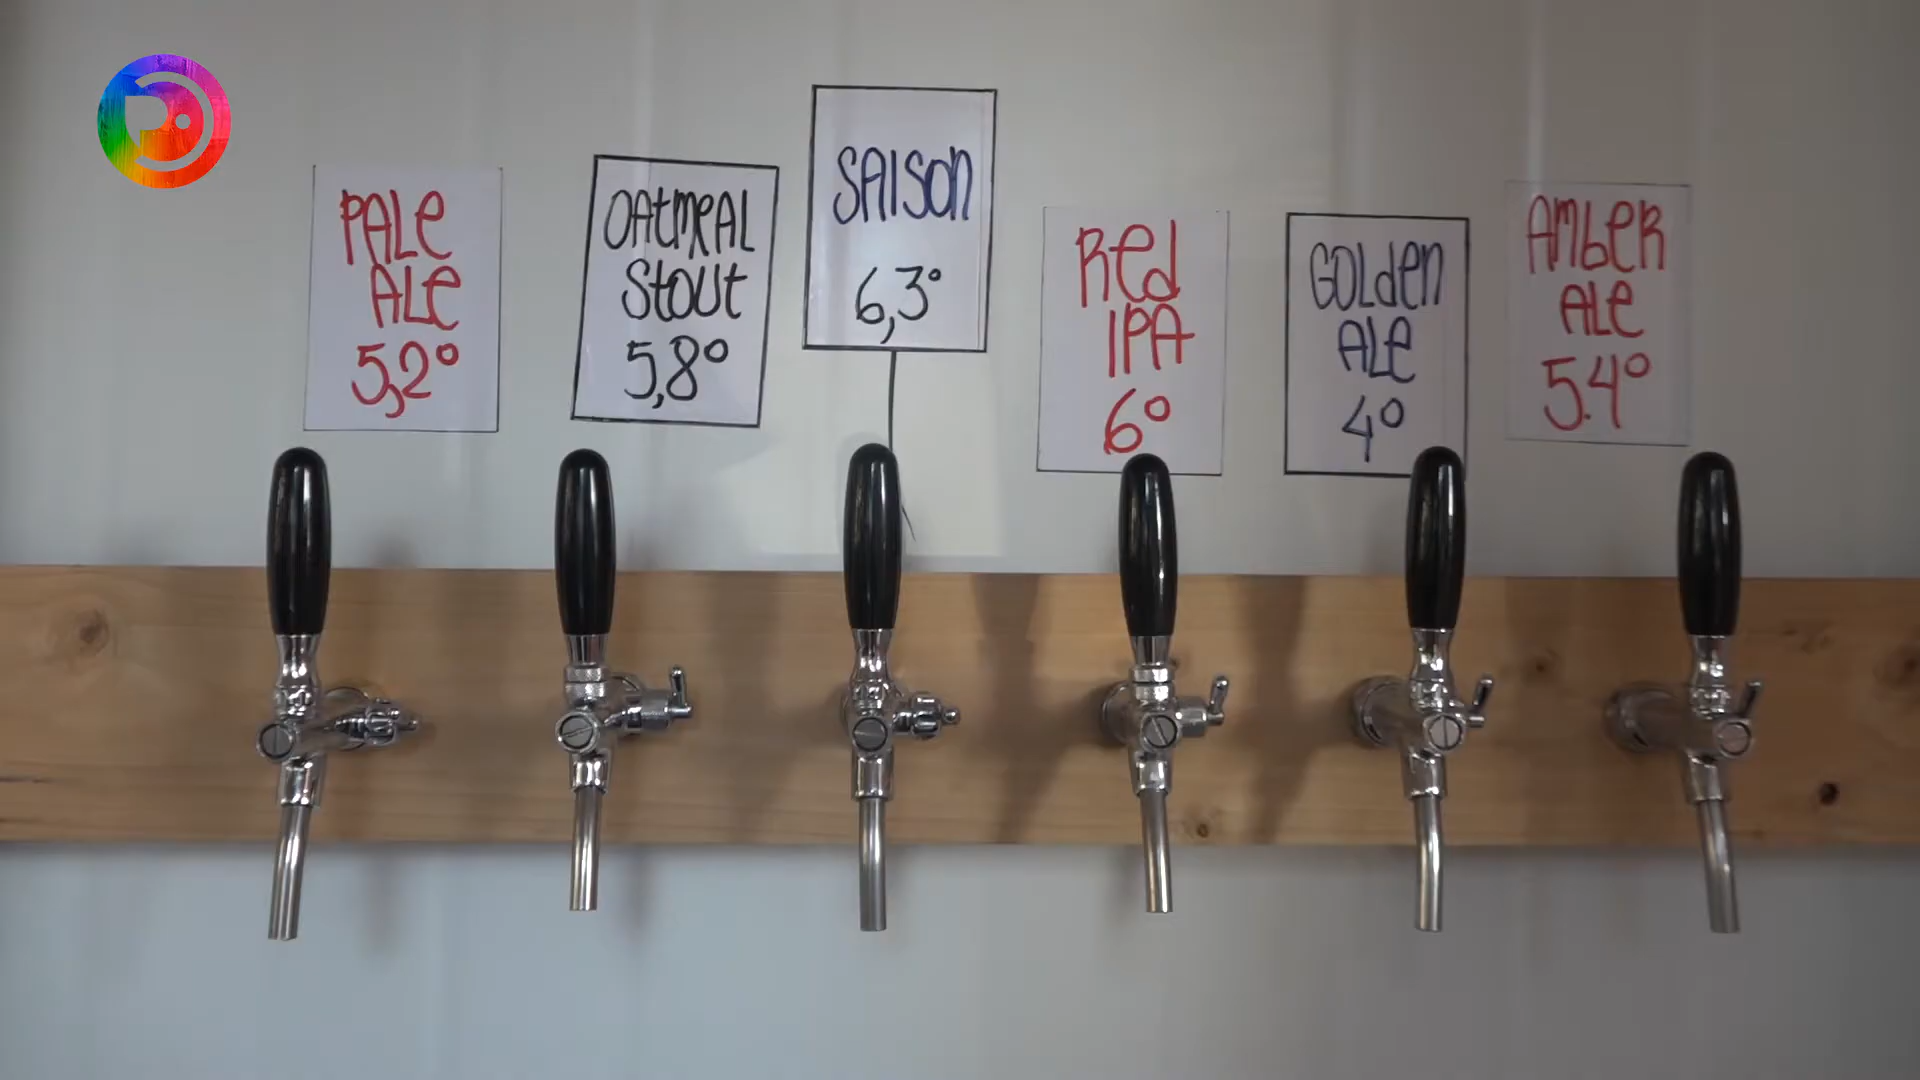 PALE
ALE
5,2°
OATMEAL
STOUT
5,8°
SAISON
6,3°
Red
IPA
6°
GOLden
ALE
4°
AMBER
ALE
5.4°